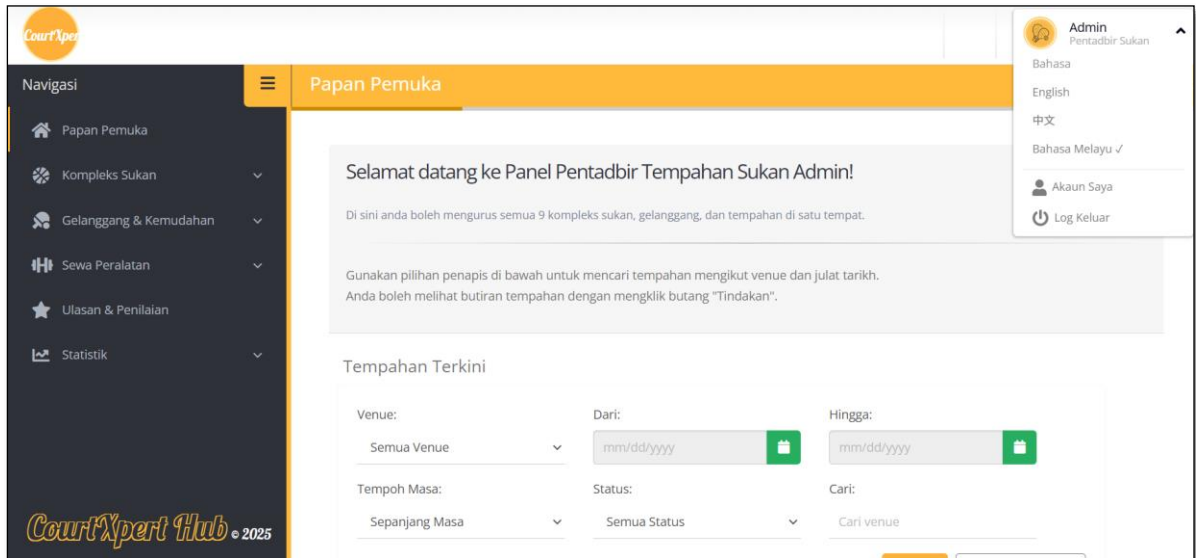 CourtXper
Admin
Pentadbir Sukan
Bahasa
English
中文
Bahasa Melayu ✓
Akaun Saya
Log Keluar
Navigasi
Papan Pemuka
Papan Pemuka
Kompleks Sukan
Gelanggang & Kemudahan
Sewa Peralatan
Ulasan & Penilaian
Statistik
CourtXpert Hub © 2025
Selamat datang ke Panel Pentadbir Tempahan Sukan Admin!
Di sini anda boleh mengurus semua 9 kompleks sukan, gelanggang, dan tempahan di satu tempat.
Gunakan pilihan penapis di bawah untuk mencari tempahan mengikut venue dan julat tarikh.
Anda boleh melihat butiran tempahan dengan mengklik butang "Tindakan".
Tempahan Terkini
Venue: Dari: Hingga:
Semua Venue mm/dd/yyyy mm/dd/yyyy
Tempoh Masa: Status: Cari:
Sepanjang Masa Semua Status Cari venue